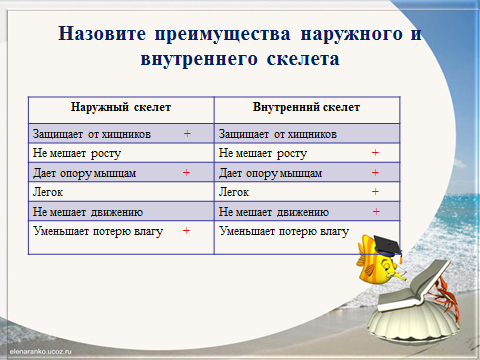 Назовите преимущества наружного и
внутреннего скелета
Наружный скелет Внутренний скелет
Защищает от хищников + Защищает от хищников
Не мешает росту Не мешает росту +
Дает опору мышцам + Дает опору мышцам +
Легок Легок +
Не мешает движению Не мешает движению +
Уменьшает потерю влагу + Уменьшает потерю влагу
elenaranko.ucoz.ru